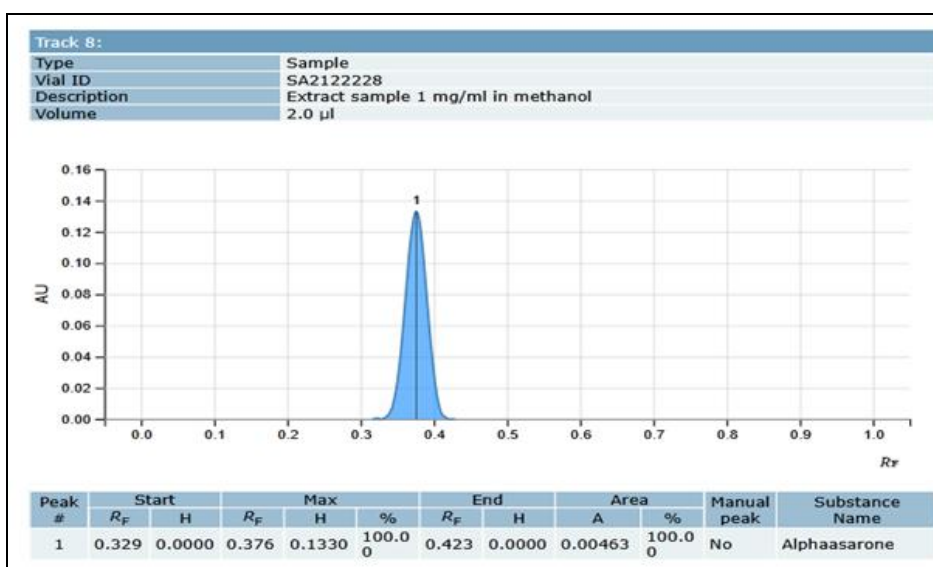 Track 8:
Type Sample
Vial ID SA2122228
Description Extract sample 1 mg/ml in methanol
Volume 2.0 µl
0.16
0.14
1
0.12
0.10
AU
0.08
0.06
0.04
0.02
0.00
0.0 0.1 0.2 0.3 0.4 0.5 0.6 0.7 0.8 0.9 1.0
RF
Peak # Start Max End Area Manual peak Substance Name
RF H RF H % RF H A %
1 0.329 0.0000 0.376 0.1330 100.00 0.423 0.0000 0.00463 100.00 No Alphaasarone